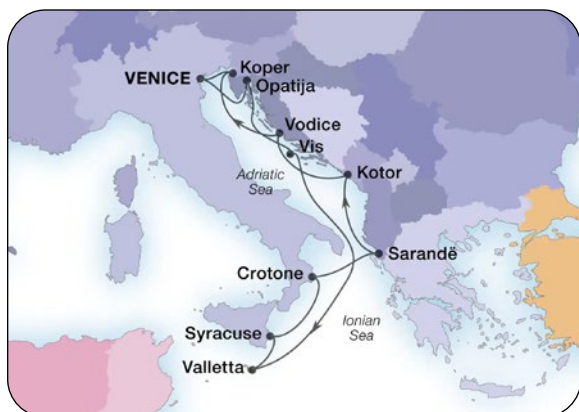 Koper
VENICE
Opatija
Vodice
Vis
Adriatic
Sea
Kotor
Sarandë
Crotone
Ionian
Sea
Syracuse
Valletta